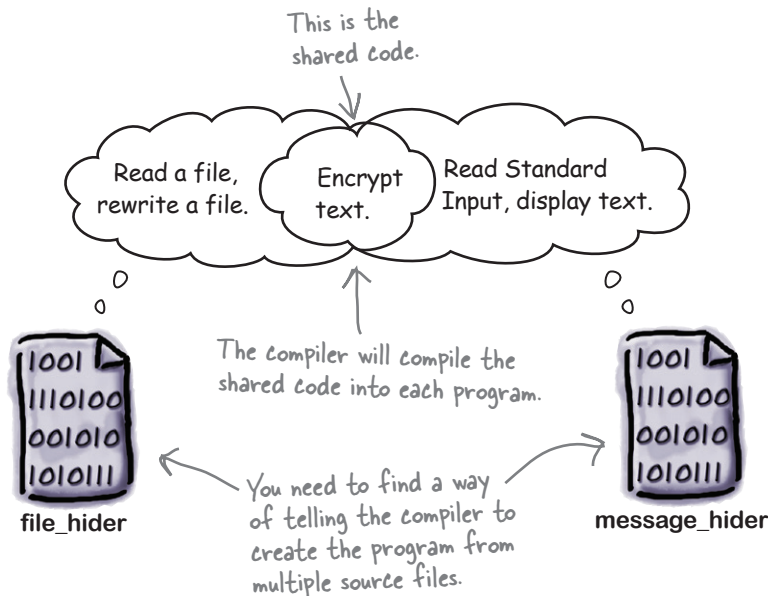 This is the
shared code.
Read a file,
rewrite a file.
Encrypt
text.
Read Standard
Input, display text.
The compiler will compile the
shared code into each program.
1001
1110100
001010
1010111
file_hider
1001
1110100
001010
1010111
message_hider
You need to find a way
of telling the compiler to
create the program from
multiple source files.